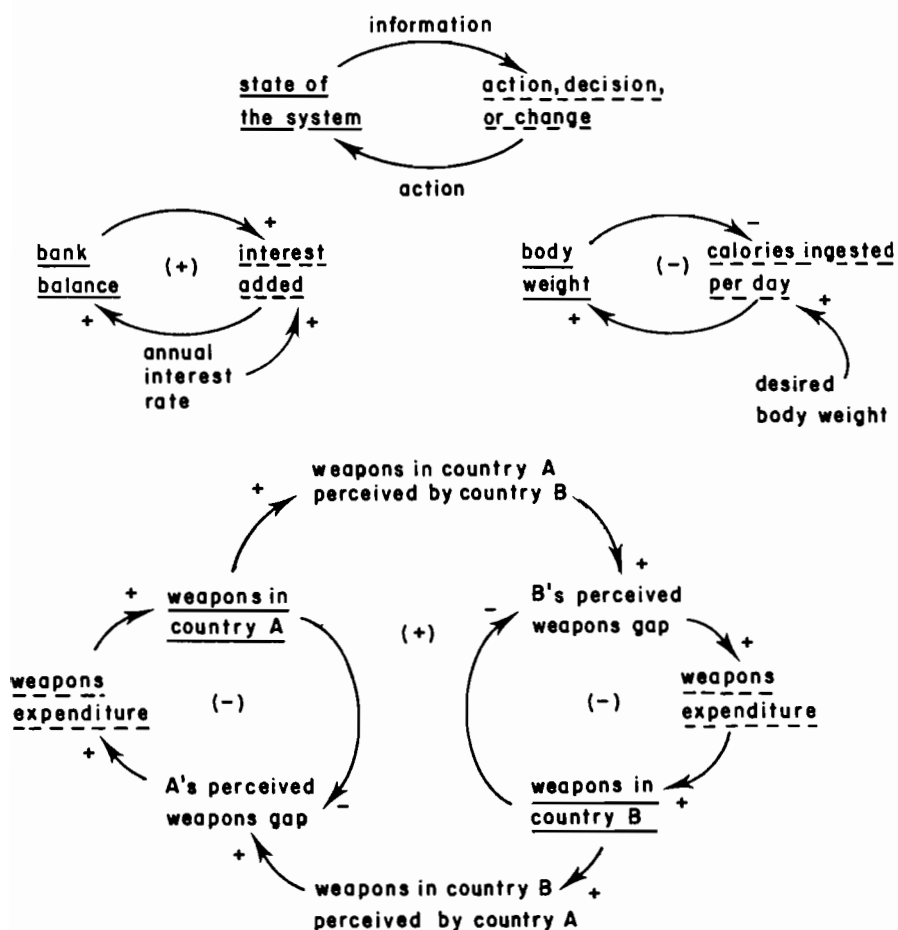 information
state of
the system
action, decision,
or change
action
bank
balance
+
(+)
+
interest
added
+
annual
interest
rate
body
weight
+
(-)
-
calories ingested
per day
+
desired
body weight
weapons in country A
perceived by country B
+
+
+
weapons in
country A
-
B's perceived
weapons gap
(+)
+
weapons
expenditure
(-)
(-)
weapons
expenditure
+
A's perceived
weapons gap
-
weapons in
country B
+
+
weapons in country B
perceived by country A
+